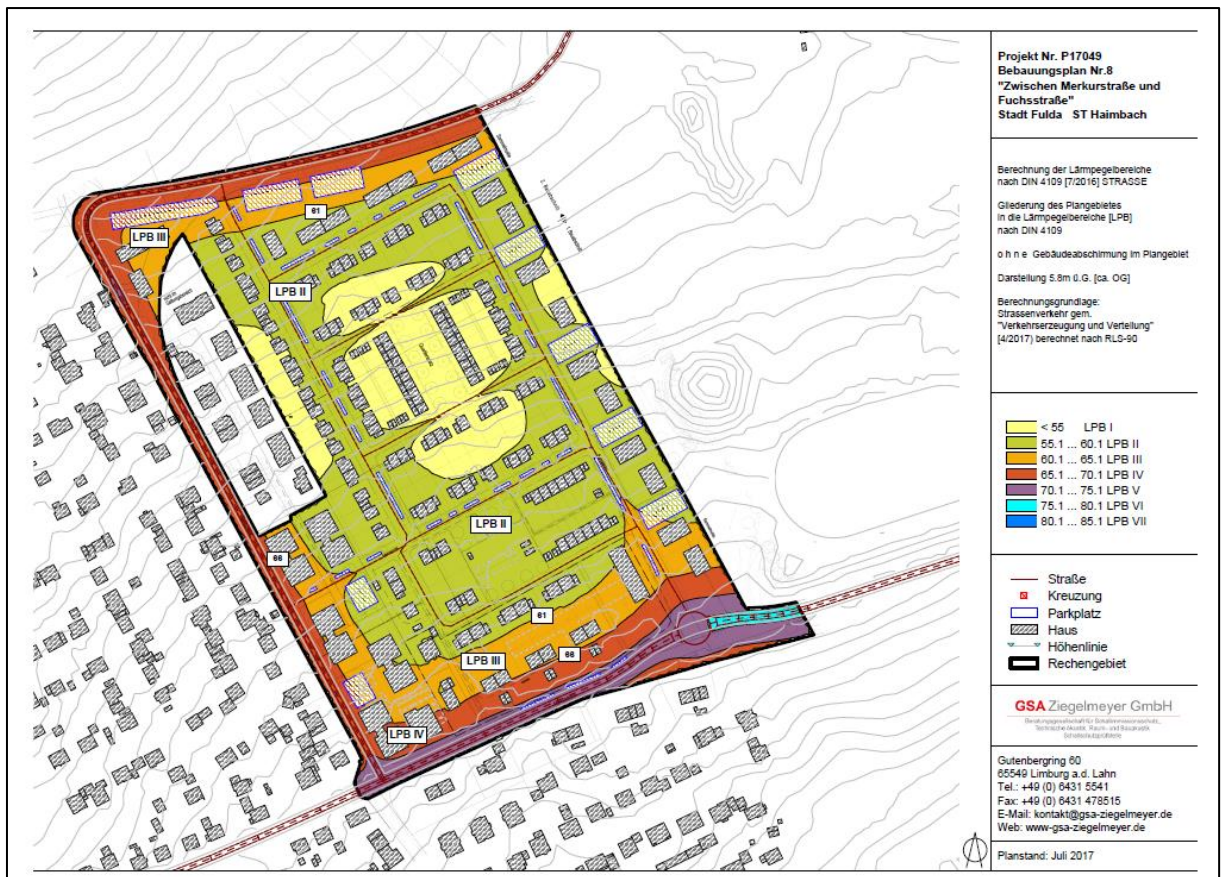 Projekt Nr. P17049
Bebauungsplan Nr.8
"Zwischen Merkurstraße und
Fuchsstraße"
Stadt Fulda ST Haimbach
Berechnung der Lärmpegelbereiche
nach DIN 4109 [7/2016] STRASSE
Gliederung des Plangebietes
in die Lärmpegelbereiche [LPB]
nach DIN 4109
o h n e Gebäudeabschirmung im Plangebiet
Darstellung 5.8m ü.G. [ca. OG]
Berechnungsgrundlage:
Strassenverkehr gem.
"Verkehrserzeugung und Verteilung"
[4/2017) berechnet nach RLS-90
< 55 LPB I
55.1 ... 60.1 LPB II
60.1 ... 65.1 LPB III
65.1 ... 70.1 LPB IV
70.1 ... 75.1 LPB V
75.1 ... 80.1 LPB VI
80.1 ... 85.1 LPB VII
Straße
Kreuzung
Parkplatz
Haus
Höhenlinie
Rechengebiet
GSA Ziegelmeyer GmbH
Gutenbergring 60
65549 Limburg a.d. Lahn
Tel.: +49 (0) 6431 5541
Fax: +49 (0) 6431 478515
E-Mail: kontakt@gsa-ziegelmeyer.de
Web: www-gsa-ziegelmeyer.de
Planstand: Juli 2017
61
LPB III
LPB II
LPB II
66
61
66
LPB III
LPB IV